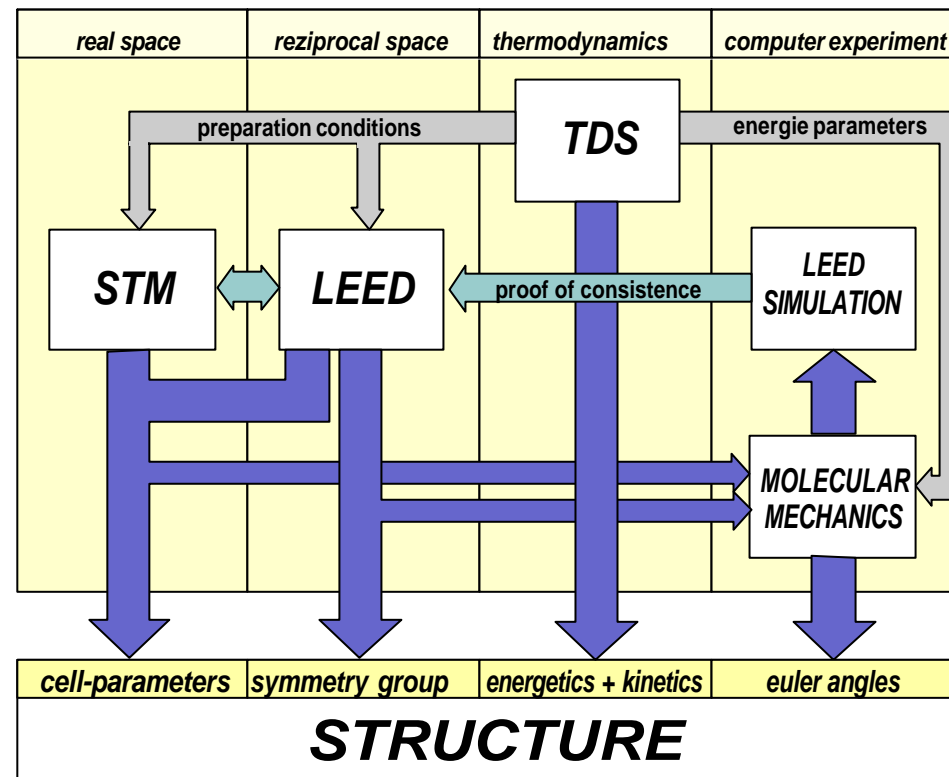 real space
reziprocal space
thermodynamics
computer experiment
preparation conditions
TDS
energie parameters
STM
LEED
proof of consistence
LEED
SIMULATION
MOLECULAR
MECHANICS
cell-parameters
symmetry group
energetics + kinetics
euler angles
STRUCTURE